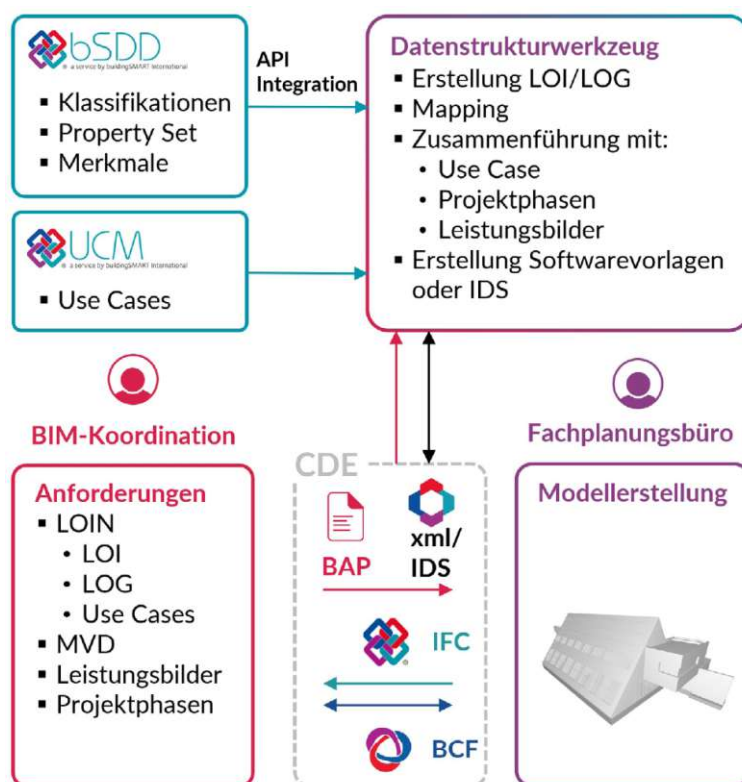 bSDD
® a service by buildingSMART International
▪ Klassifikationen
▪ Property Set
▪ Merkmale
API
Integration
Datenstrukturwerkzeug
▪ Erstellung LOI/LOG
▪ Mapping
▪ Zusammenführung mit:
• Use Case
• Projektphasen
• Leistungsbilder
▪ Erstellung Softwarevorlagen
oder IDS
UCM
® a service by buildingSMART International
▪ Use Cases
BIM-Koordination
Fachplanungsbüro
Anforderungen
▪ LOIN
• LOI
• LOG
• Use Cases
▪ MVD
▪ Leistungsbilder
▪ Projektphasen
CDE
BAP
xml/
IDS
IFC
BCF
Modellerstellung